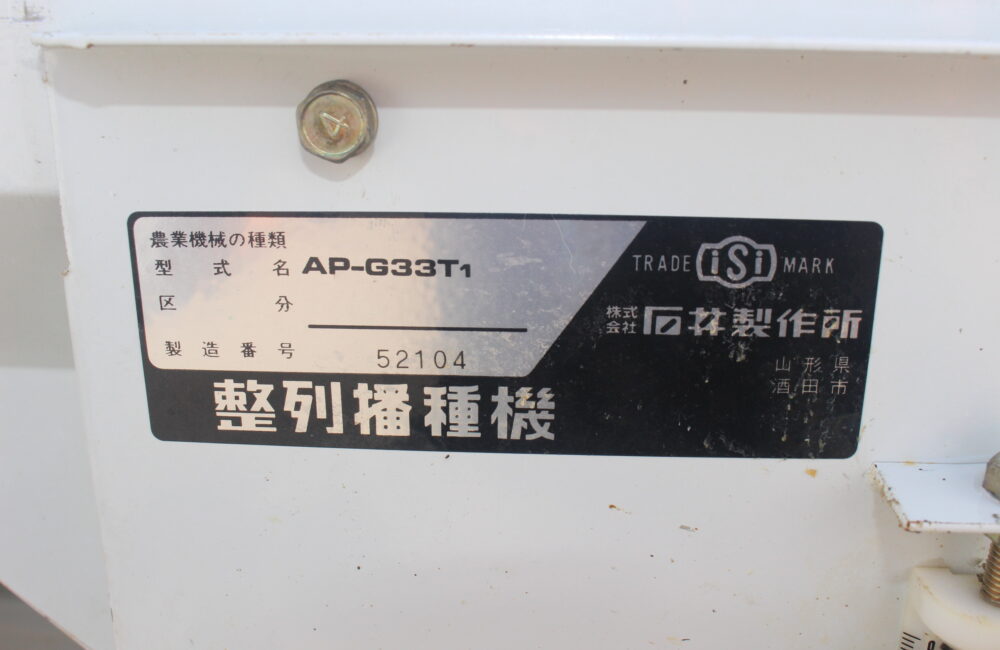 4
農業機械の種類
型式名 AP-G33T1
区分
製造番号 52104
整列播種機
TRADE iSi MARK
株式会社 石井製作所
山形県
酒田市